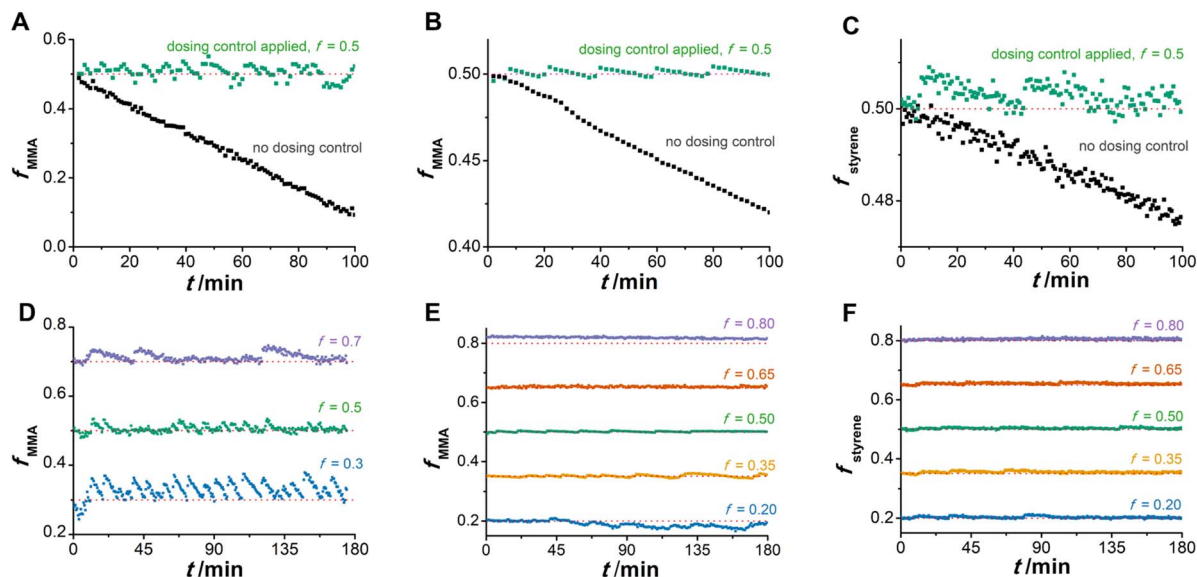 A
dosing control applied, f = 0.5
no dosing control
0.6
0.4
0.2
0.0
f MMA
0 20 40 60 80 100
t /min
B
dosing control applied, f = 0.5
no dosing control
0.50
0.45
0.40
f MMA
0 20 40 60 80 100
t /min
C
dosing control applied, f = 0.5
no dosing control
0.50
0.48
f styrene
0 20 40 60 80 100
t /min
D
f = 0.7
f = 0.5
f = 0.3
0.8
0.6
0.4
0.2
f MMA
0 45 90 135 180
t /min
E
f = 0.80
f = 0.65
f = 0.50
f = 0.35
f = 0.20
0.8
0.6
0.4
0.2
f MMA
0 45 90 135 180
t /min
F
f = 0.80
f = 0.65
f = 0.50
f = 0.35
f = 0.20
0.8
0.6
0.4
0.2
f styrene
0 45 90 135 180
t /min